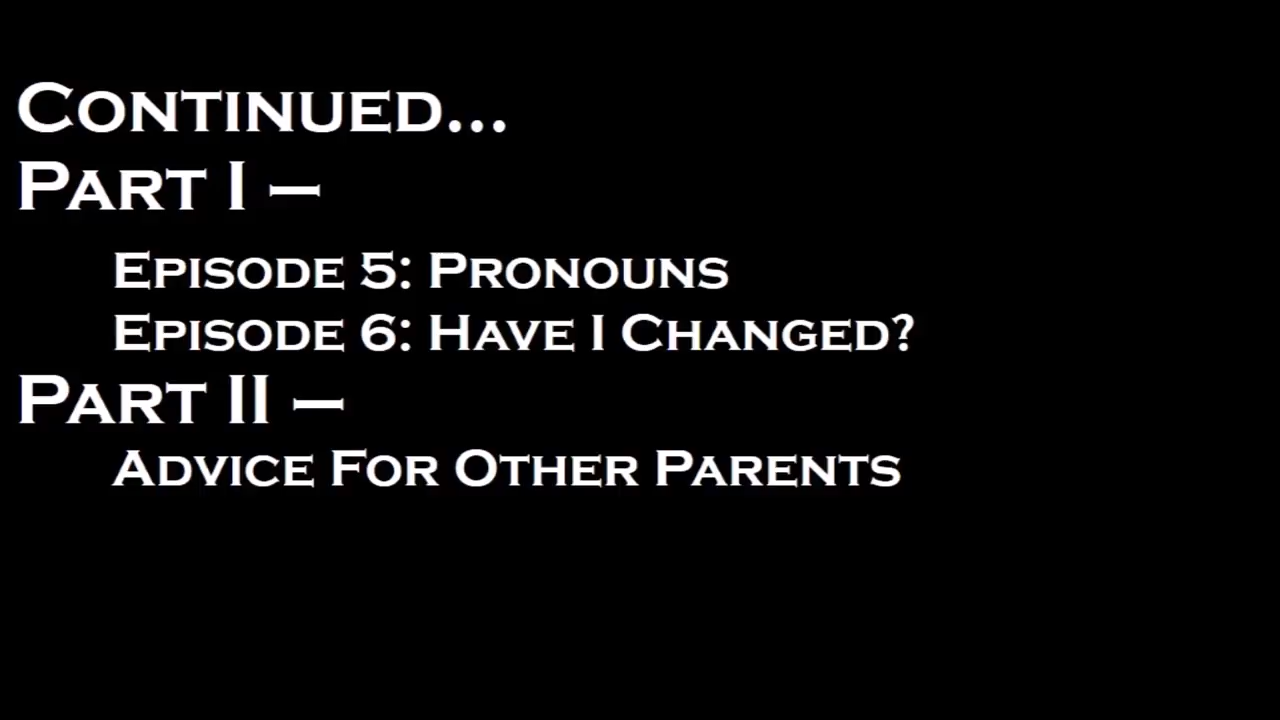 Continued...
Part I –
Episode 5: Pronouns
Episode 6: Have I Changed?
Part II –
Advice For Other Parents